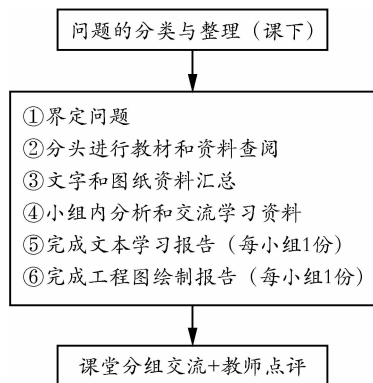 问题的分类与整理（课下）
①界定问题
②分头进行教材和资料查阅
③文字和图纸资料汇总
④小组内分析和交流学习资料
⑤完成文本学习报告（每小组1份）
⑥完成工程图绘制报告（每小组1份）
课堂分组交流+教师点评